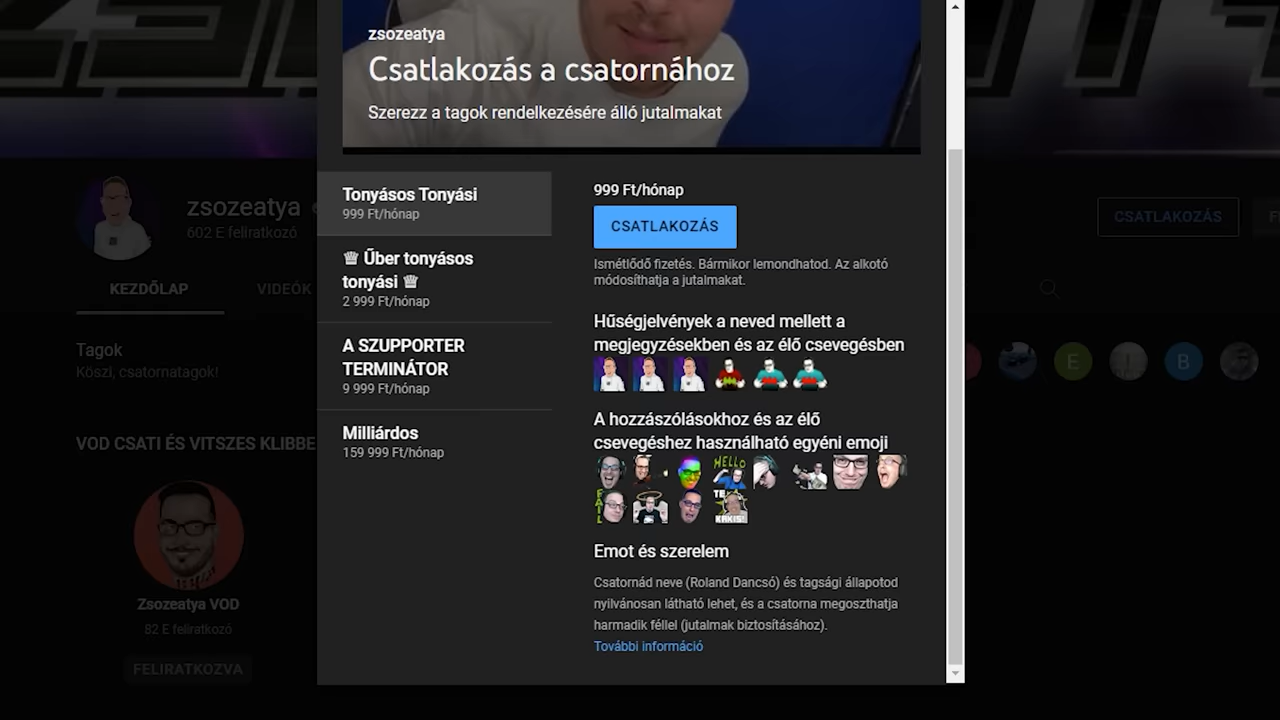 zsozeatya
Csatlakozás a csatornához
Szerezz a tagok rendelkezésére álló jutalmakat
zsozeatya
602 E feliratkozó
CSATLAKOZÁS
KEZDŐLAP
VIDEÓK
Tagok
Köszi, csatornatagok!
E
B
VOD CSATI ÉS VITSZES KLIBBE
Zsozeatya VOD
82 E feliratkozó
FELIRATKOZVA
Tonyásos Tonyási
999 Ft/hónap
♕ Űber tonyásos
tonyási ♕
2 999 Ft/hónap
A SZUPPORTER
TERMINÁTOR
9 999 Ft/hónap
Milliárdos
159 999 Ft/hónap
999 Ft/hónap
CSATLAKOZÁS
Ismétlődő fizetés. Bármikor lemondhatod. Az alkotó
módosíthatja a jutalmakat.
Hűségjelvények a neved mellett a
megjegyzésekben és az élő csevegésben
A hozzászólásokhoz és az élő
csevegéshez használható egyéni emoji
HELLO
FAIL
TE
KAKIS!
Emot és szerelem
Csatornád neve (Roland Dancsó) és tagsági állapotod
nyilvánosan látható lehet, és a csatorna megoszthatja
harmadik féllel (jutalmak biztosításához).
További információ